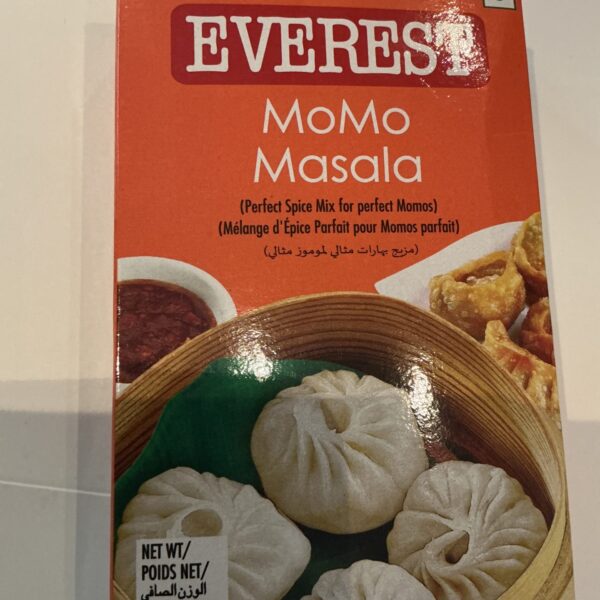 EVEREST
MoMo
Masala
(Perfect Spice Mix for perfect Momos)
(Mélange d'Épice Parfait pour Momos parfait)
(مزيج بهارات مثالي لموموز مثالي)
NET WT/
POIDS NET/
الوزن الصافي